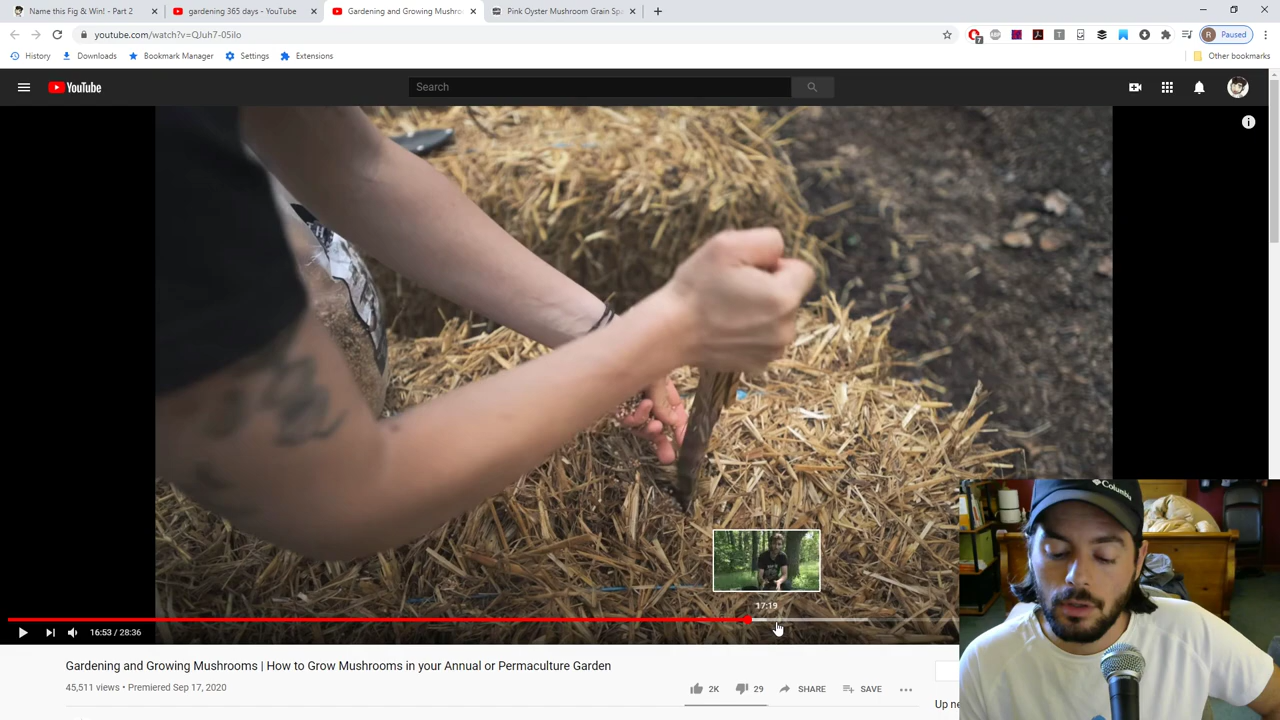 Name this Fig & Win! - Part 2
gardening 365 days - YouTube
Gardening and Growing Mushro
Pink Oyster Mushroom Grain Sp
youtube.com/watch?v=QJuh7-05ilo
Paused
History
Downloads
Bookmark Manager
Settings
Extensions
Other bookmarks
YouTube
Search
17:19
16:53 / 28:36
Columbia
Gardening and Growing Mushrooms | How to Grow Mushrooms in your Annual or Permaculture Garden
45,511 views • Premiered Sep 17, 2020
2K
29
SHARE
SAVE
Up ne